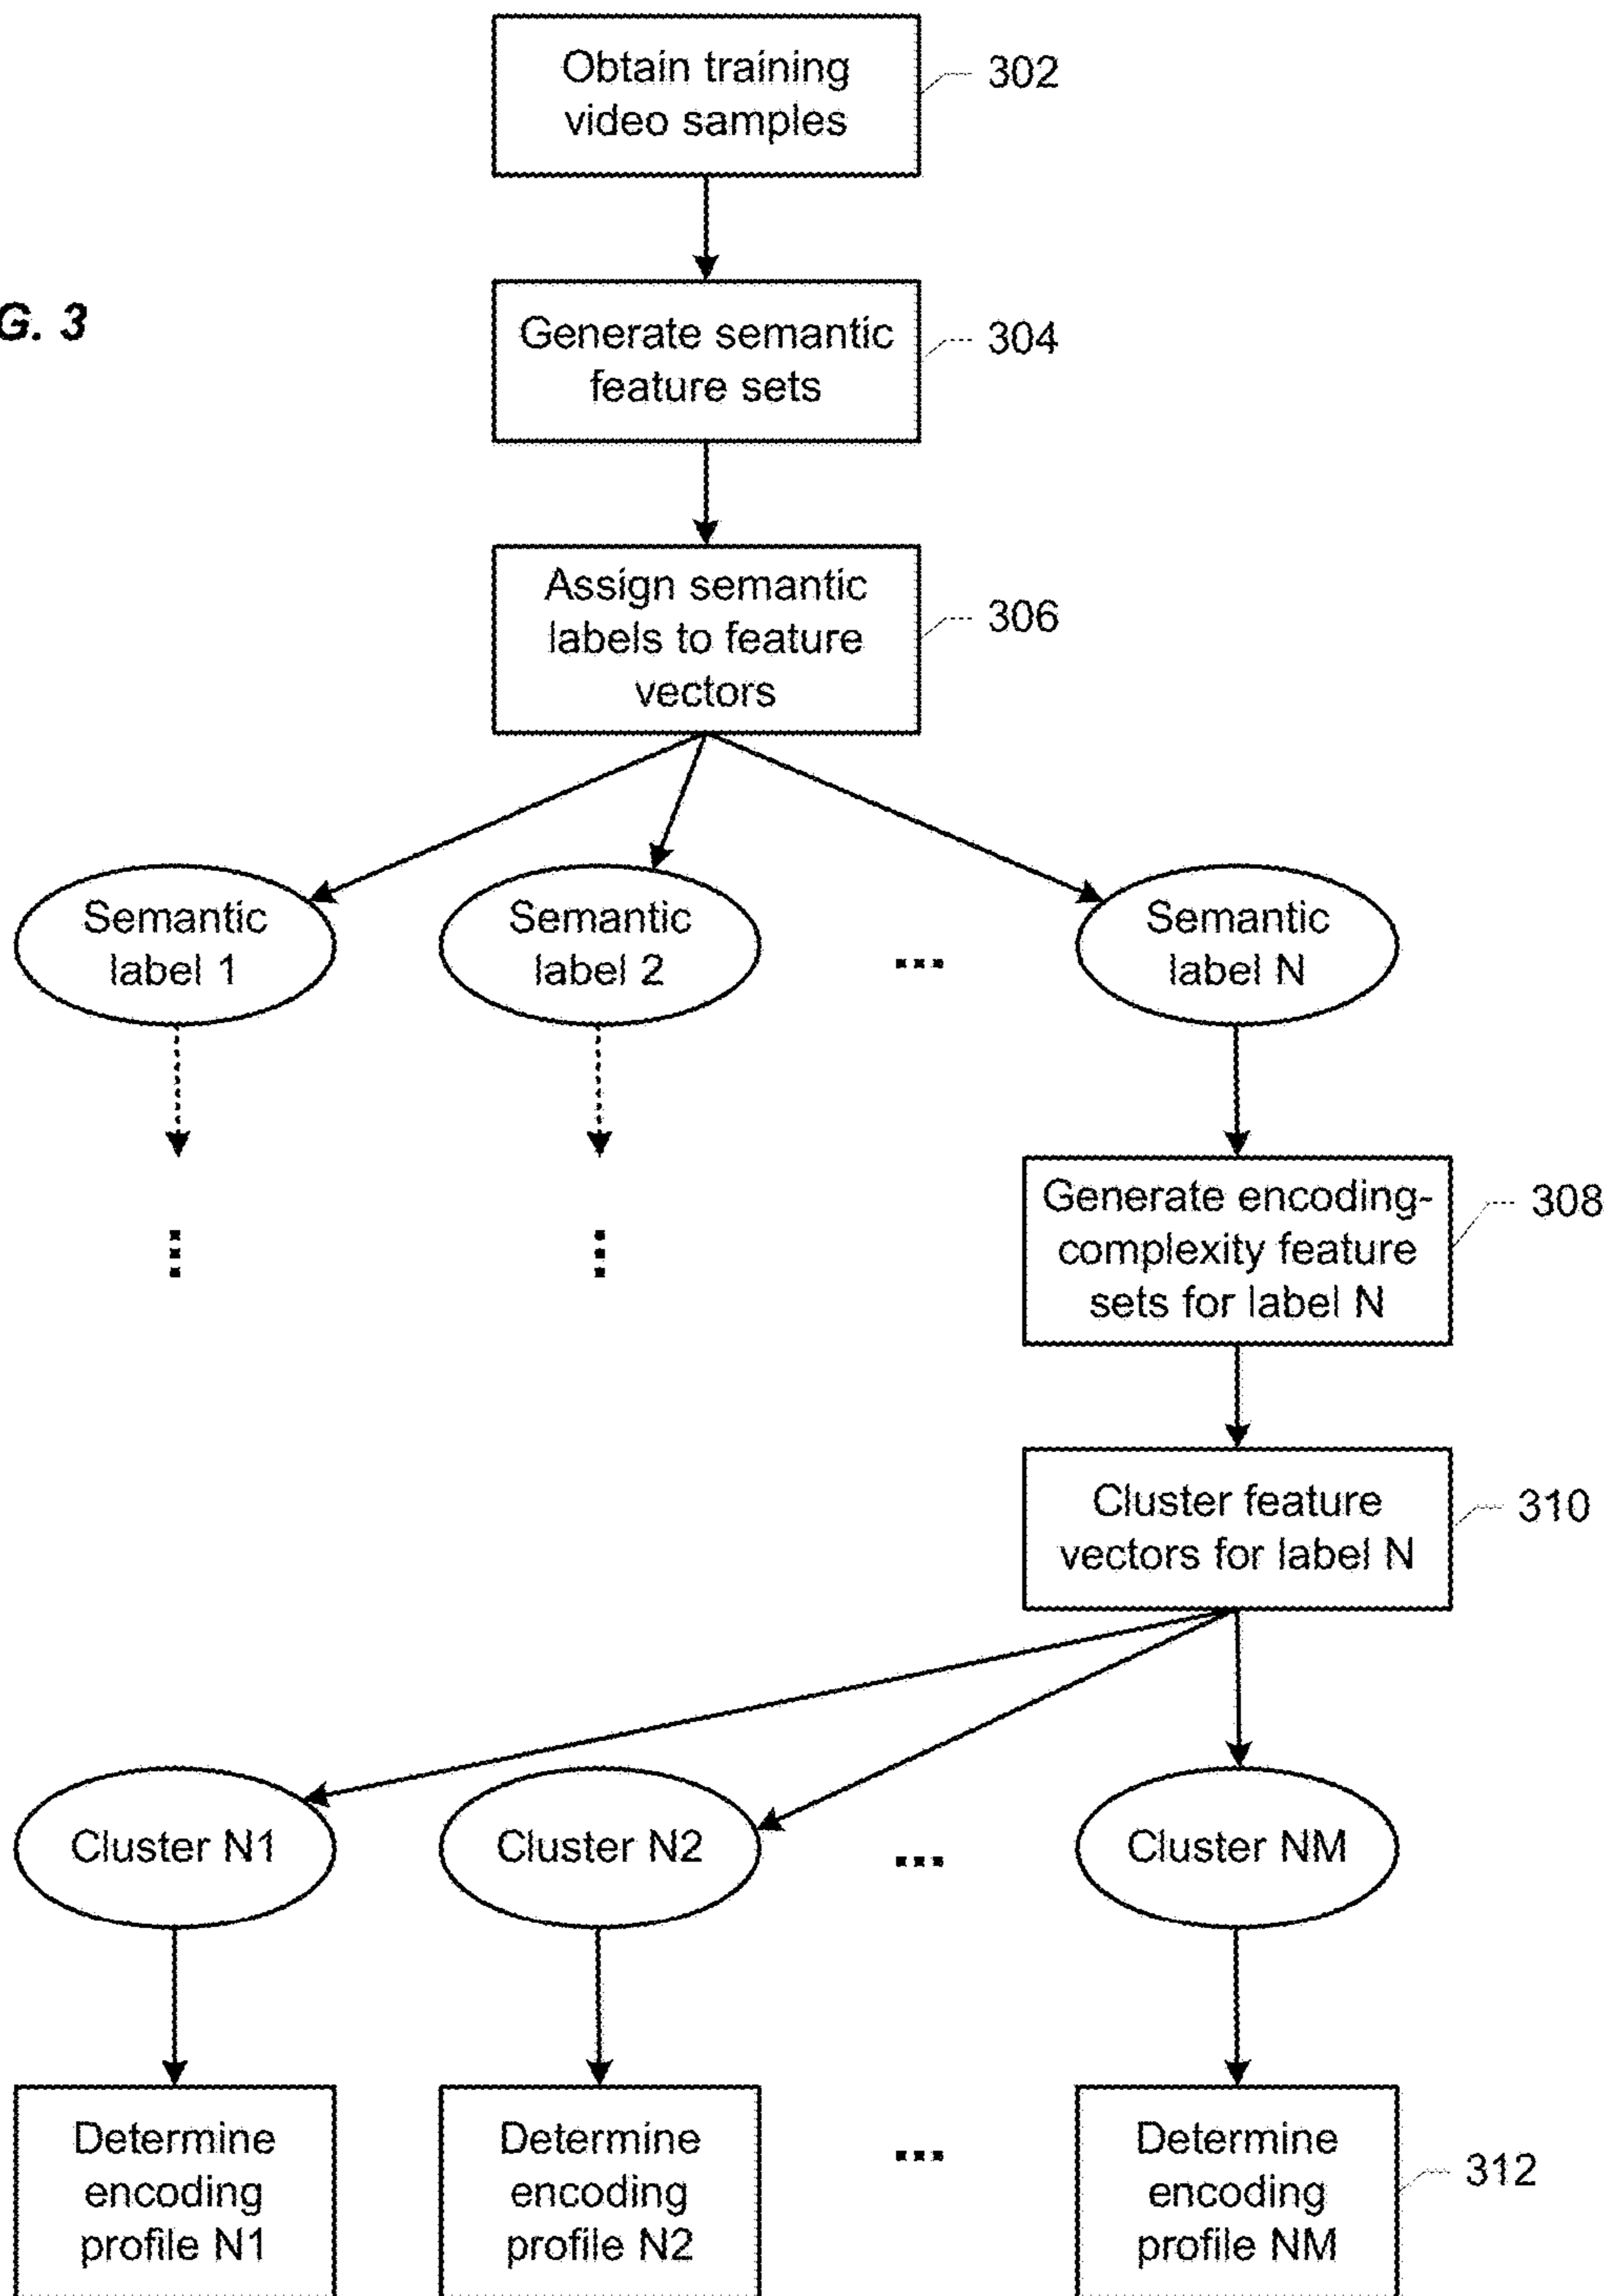 Obtain training
video samples
302
G. 3
Generate semantic
feature sets
304
Assign semantic
labels to feature
vectors
306
Semantic
label 1
Semantic
label 2
...
Semantic
label N
Generate encoding-
complexity feature
sets for label N
308
Cluster feature
vectors for label N
310
Cluster N1
Cluster N2
...
Cluster NM
Determine
encoding
profile N1
Determine
encoding
profile N2
...
Determine
encoding
profile NM
312